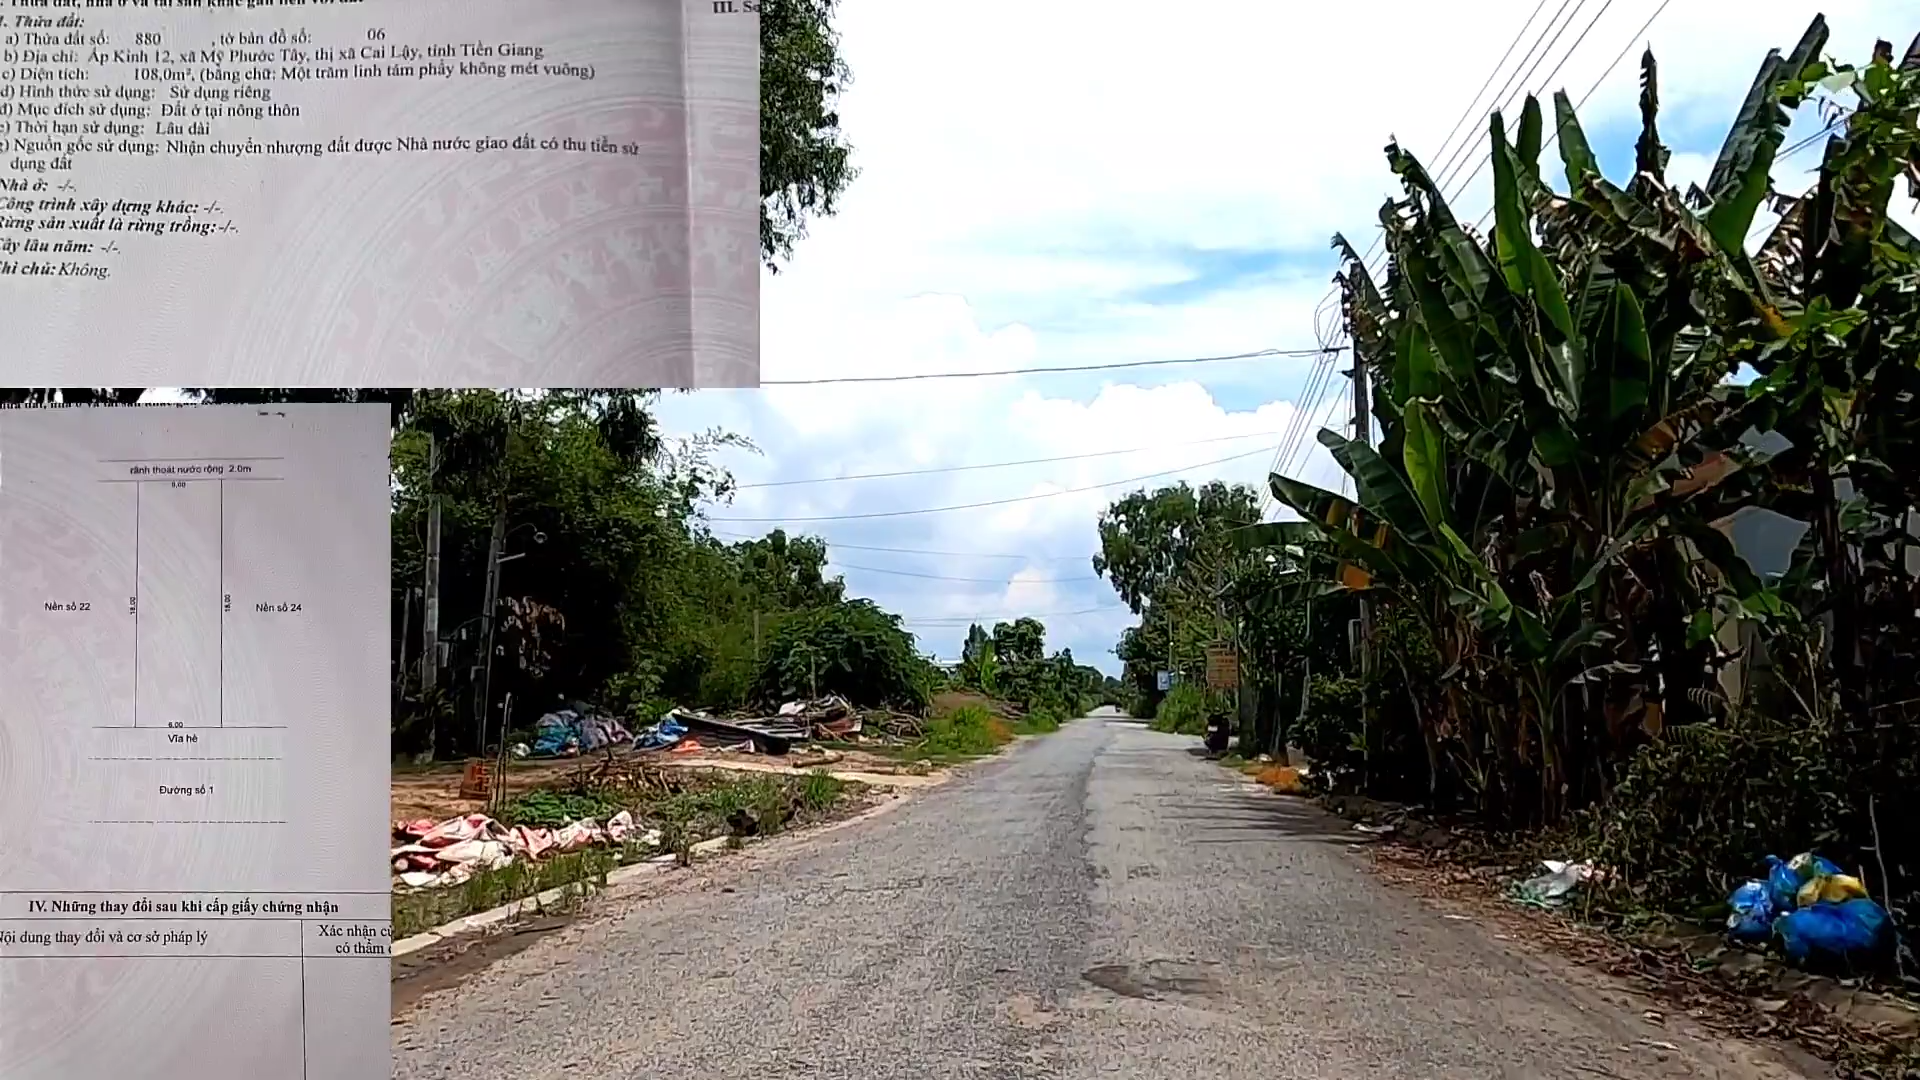 1. Thửa đất:
a) Thửa đất số: 880 , tờ bản đồ số: 06
b) Địa chỉ: Ấp Kinh 12, xã Mỹ Phước Tây, thị xã Cai Lậy, tỉnh Tiền Giang
c) Diện tích: 108,0m², (bằng chữ: Một trăm linh tám phẩy không mét vuông)
d) Hình thức sử dụng: Sử dụng riêng
đ) Mục đích sử dụng: Đất ở tại nông thôn
e) Thời hạn sử dụng: Lâu dài
g) Nguồn gốc sử dụng: Nhận chuyển nhượng đất được Nhà nước giao đất có thu tiền sử
dụng đất
Nhà ở: -/-.
Công trình xây dựng khác: -/-.
Rừng sản xuất là rừng trồng: -/-.
Cây lâu năm: -/-.
Ghi chú: Không.
III. Sơ
rãnh thoát nước rộng 2.0m
6,00
Nền số 22
18,00
18,00
Nền số 24
6,00
Vỉa hè
Đường số 1
IV. Những thay đổi sau khi cấp giấy chứng nhận
Nội dung thay đổi và cơ sở pháp lý
Xác nhận củ
có thẩm